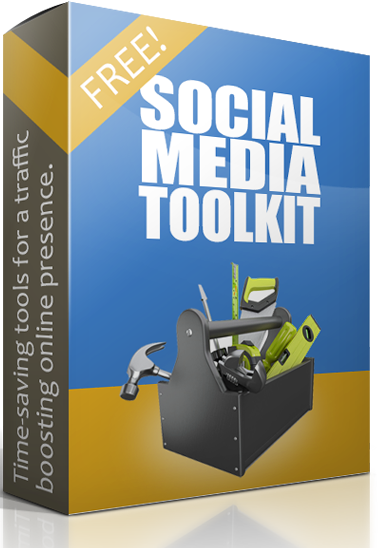 FREE!
SOCIAL
MEDIA
TOOLKIT
Time-saving tools for a traffic
boosting online presence.